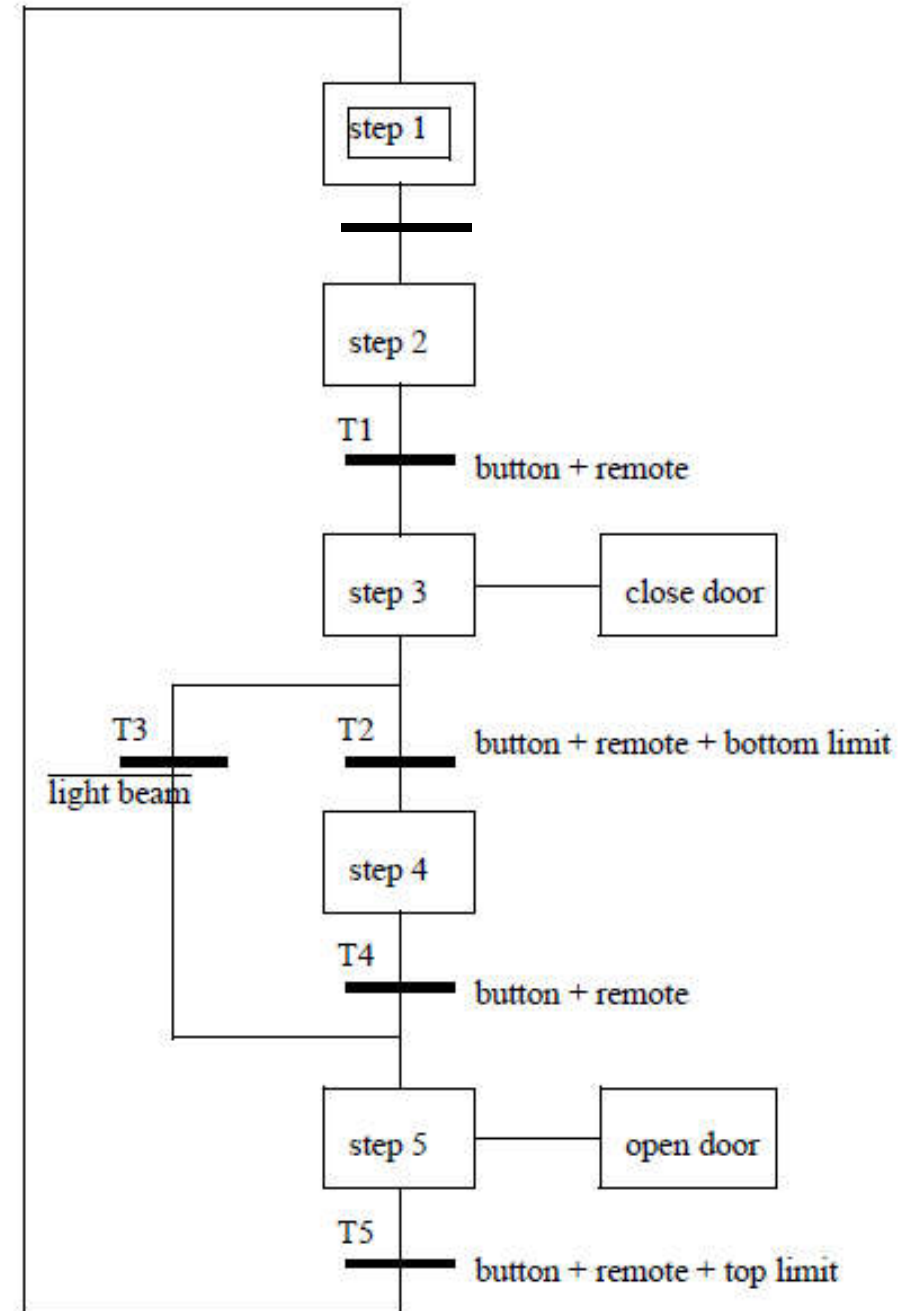 step 1
step 2
T1
button + remote
step 3
close door
T3
T2
button + remote + bottom limit
light beam
step 4
T4
button + remote
step 5
open door
T5
button + remote + top limit